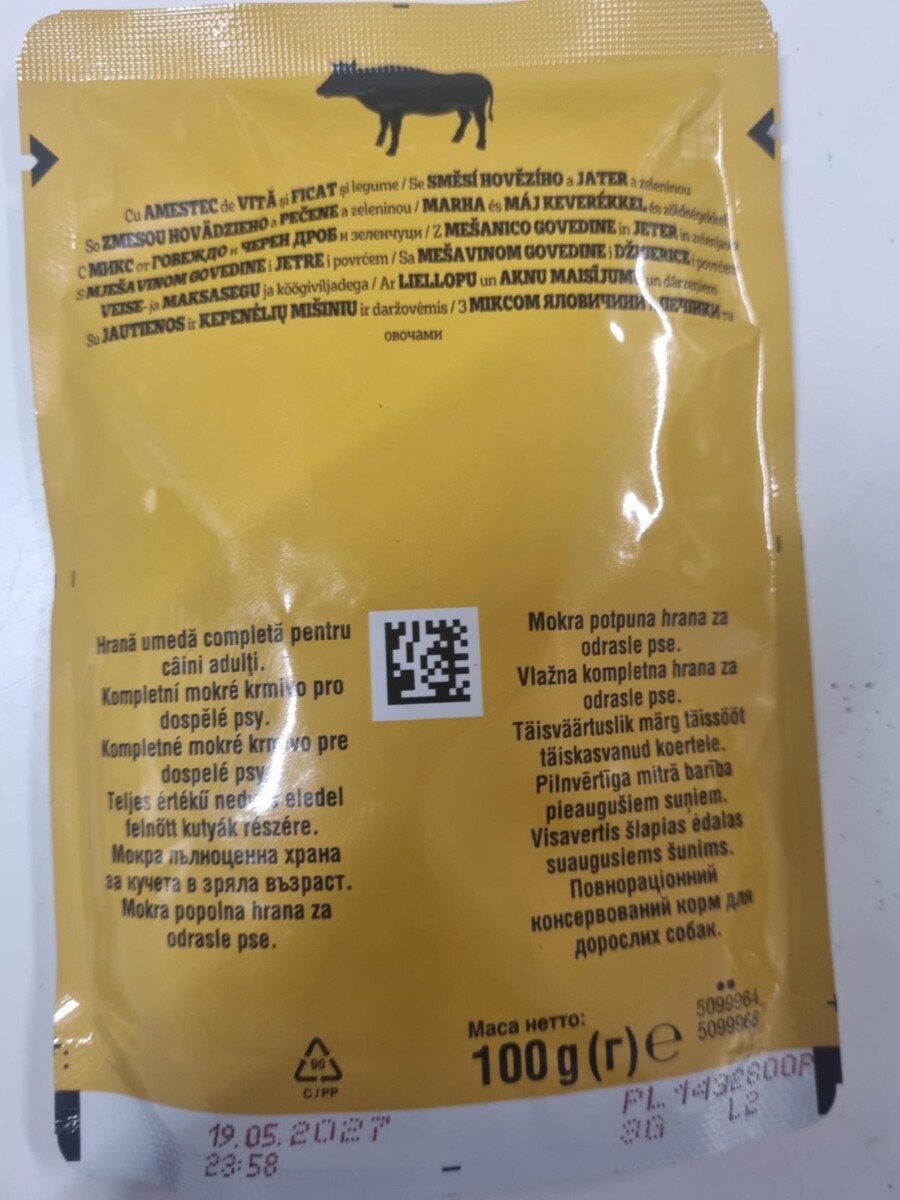 Cu AMESTEC de VITĂ și FICAT și legume / Se SMĚSÍ HOVĚZÍHO a JATER a zeleninou
So ZMESOU HOVÄDZIEHO a PEČENE a zeleninou / MARHA és MÁJ KEVERÉKKEL és zöldségekkel
С МИКС от ГОВЕЖДО и ЧЕРЕН ДРОБ и зеленчуци / Z MEŠANICO GOVEDINE in JETER in zelenjavo
S MJEŠAVINOM GOVEDINE i JETRE i povrćem / Sa MEŠAVINOM GOVEDINE i DŽIGERICE i povrćem
VEISE- ja MAKSASEGU ja köögiviljadega / Ar LIELLOPU un AKNU MAISĪJUMU un dārzeņiem
Su JAUTIENOS ir KEPENĖLIŲ MIŠINIU ir daržovėmis / З МІКСОМ ЯЛОВИЧИНИ ПЕЧІНКИ та
овочами
Hrană umedă completă pentru
câini adulți.
Kompletní mokré krmivo pro
dospělé psy.
Kompletné mokré krmivo pre
dospelé psy
Teljes értékű nedves eledel
felnőtt kutyák részére.
Мокра пълноценна храна
за кучета в зряла възраст.
Mokra popolna hrana za
odrasle pse.
Mokra potpuna hrana za
odrasle pse.
Vlažna kompletna hrana za
odrasle pse.
Täisväärtuslik märg täissööt
täiskasvanud koertele.
Pilnvērtīga mitrā barība
pieaugušiem suņiem.
Visavertis šlapias ėdalas
suaugusiems šunims.
Повнораціонний
консервований корм для
дорослих собак.
Маса нетто:
100 g (г) e
5099964
5099968
90
C/PP
19.05.2027
23:58
PL 1432800P
3G L2